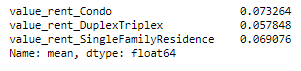 value_rent_Condo 0.073264
value_rent_DuplexTriplex 0.057848
value_rent_SingleFamilyResidence 0.069076
Name: mean, dtype: float64